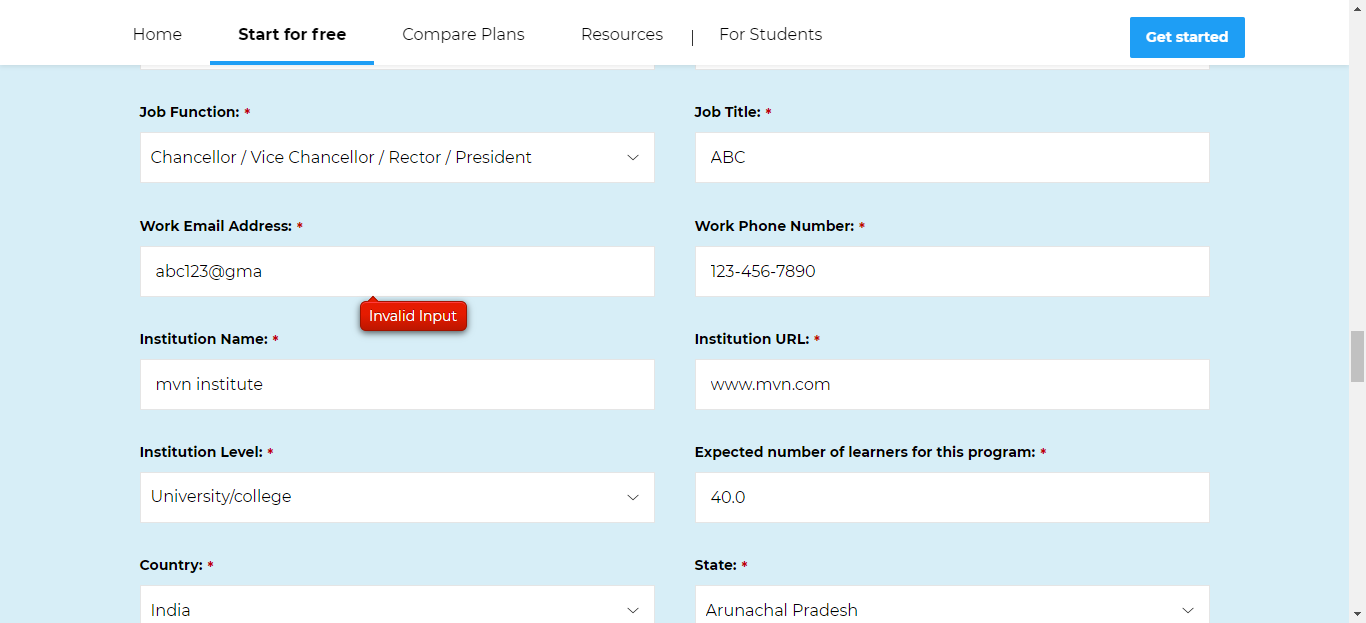 Home Start for free Compare Plans Resources | For Students Get started
Job Function: * Job Title: *
Chancellor / Vice Chancellor / Rector / President ABC
Work Email Address: * Work Phone Number: *
abc123@gma 123-456-7890
Invalid Input
Institution Name: * Institution URL: *
mvn institute www.mvn.com
Institution Level: * Expected number of learners for this program: *
University/college 40.0
Country: * State: *
India Arunachal Pradesh